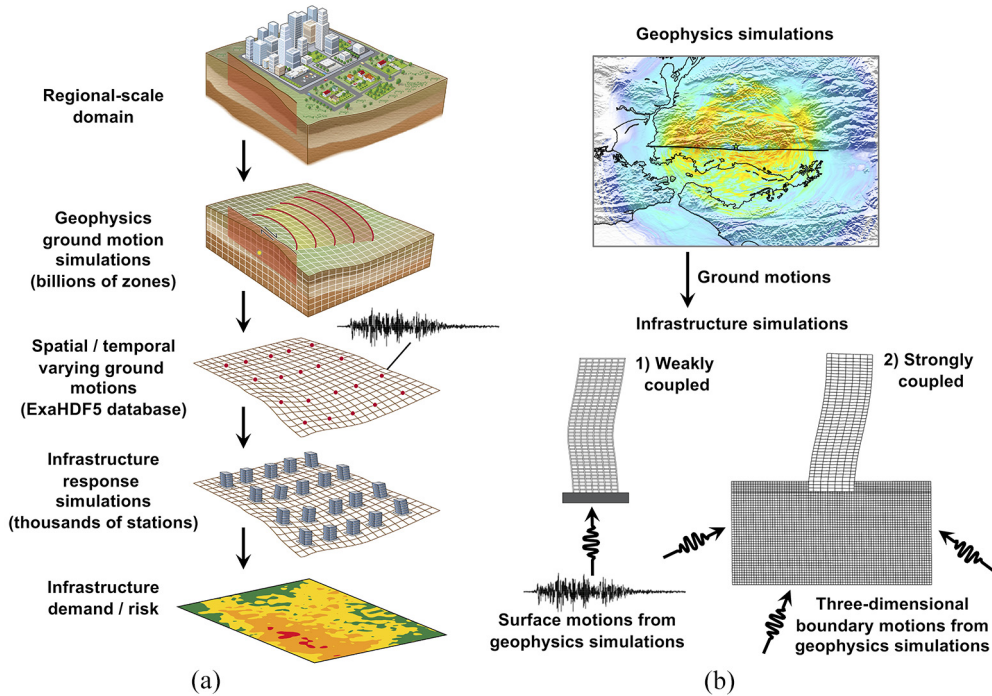 Regional-scale
domain
Geophysics
ground motion
simulations
(billions of zones)
Spatial / temporal
varying ground
motions
(ExaHDF5 database)
Infrastructure
response
simulations
(thousands of stations)
Infrastructure
demand / risk
(a)
Geophysics simulations
Ground motions
Infrastructure simulations
1) Weakly
coupled
2) Strongly
coupled
Surface motions from
geophysics simulations
Three-dimensional
boundary motions from
geophysics simulations
(b)